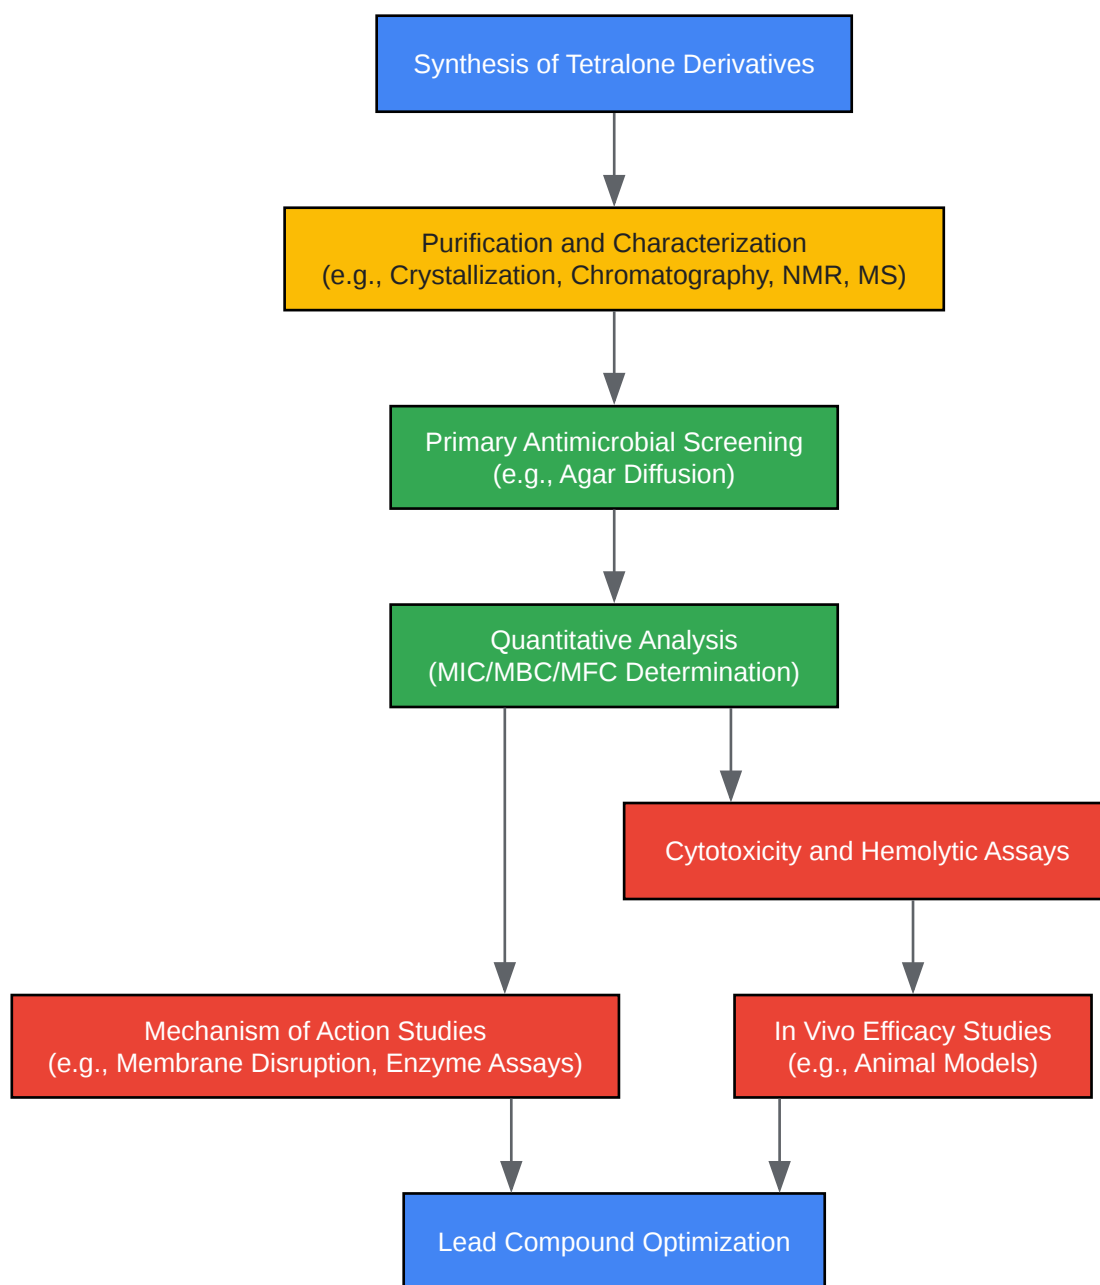 Synthesis of Tetralone Derivatives
Purification and Characterization
(e.g., Crystallization, Chromatography, NMR, MS)
Primary Antimicrobial Screening
(e.g., Agar Diffusion)
Quantitative Analysis
(MIC/MBC/MFC Determination)
Cytotoxicity and Hemolytic Assays
Mechanism of Action Studies
(e.g., Membrane Disruption, Enzyme Assays)
In Vivo Efficacy Studies
(e.g., Animal Models)
Lead Compound Optimization